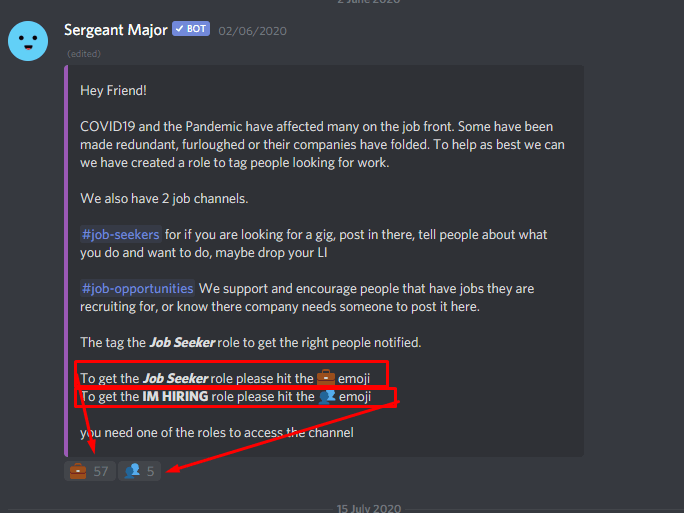 2 June 2020
Sergeant Major BOT 02/06/2020
(edited)
Hey Friend!
COVID19 and the Pandemic have affected many on the job front. Some have been
made redundant, furloughed or their companies have folded. To help as best we can
we have created a role to tag people looking for work.
We also have 2 job channels.
#job-seekers for if you are looking for a gig, post in there, tell people about what
you do and want to do, maybe drop your LI
#job-opportunities We support and encourage people that have jobs they are
recruiting for, or know there company needs someone to post it here.
The tag the Job Seeker role to get the right people notified.
To get the Job Seeker role please hit the 💼 emoji
To get the IM HIRING role please hit the 👥 emoji
you need one of the roles to access the channel
💼 57 👥 5
15 July 2020